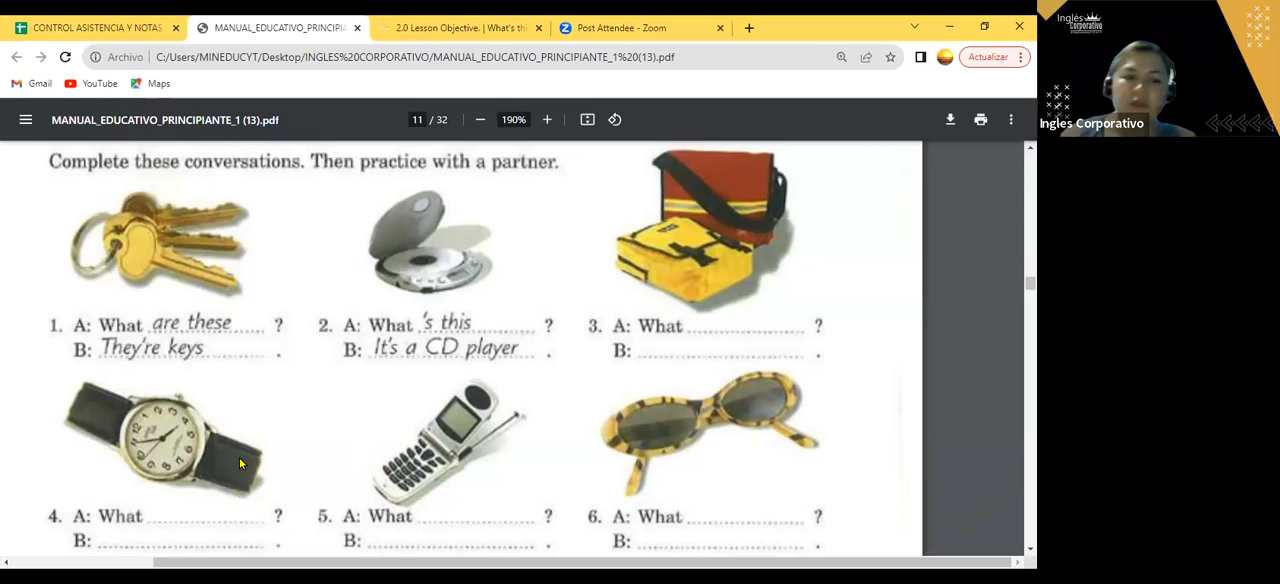 CONTROL ASISTENCIA Y NOTAS
MANUAL_EDUCATIVO_PRINCIPIA
2.0 Lesson Objective. | What's thi
Post Attendee - Zoom
Archivo
C:/Users/MINEDUCYT/Desktop/INGLES%20CORPORATIVO/MANUAL_EDUCATIVO_PRINCIPIANTE_1%20(13).pdf
Actualizar
Gmail
YouTube
Maps
MANUAL_EDUCATIVO_PRINCIPIANTE_1 (13).pdf
11 / 32
190%
Complete these conversations. Then practice with a partner.
1. A: What are these ?
B: They're keys .
2. A: What 's this ?
B: It's a CD player .
3. A: What ?
B: .
4. A: What ?
B: .
5. A: What ?
B: .
6. A: What ?
B: .
Inglés
Corporativo
Ingles Corporativo